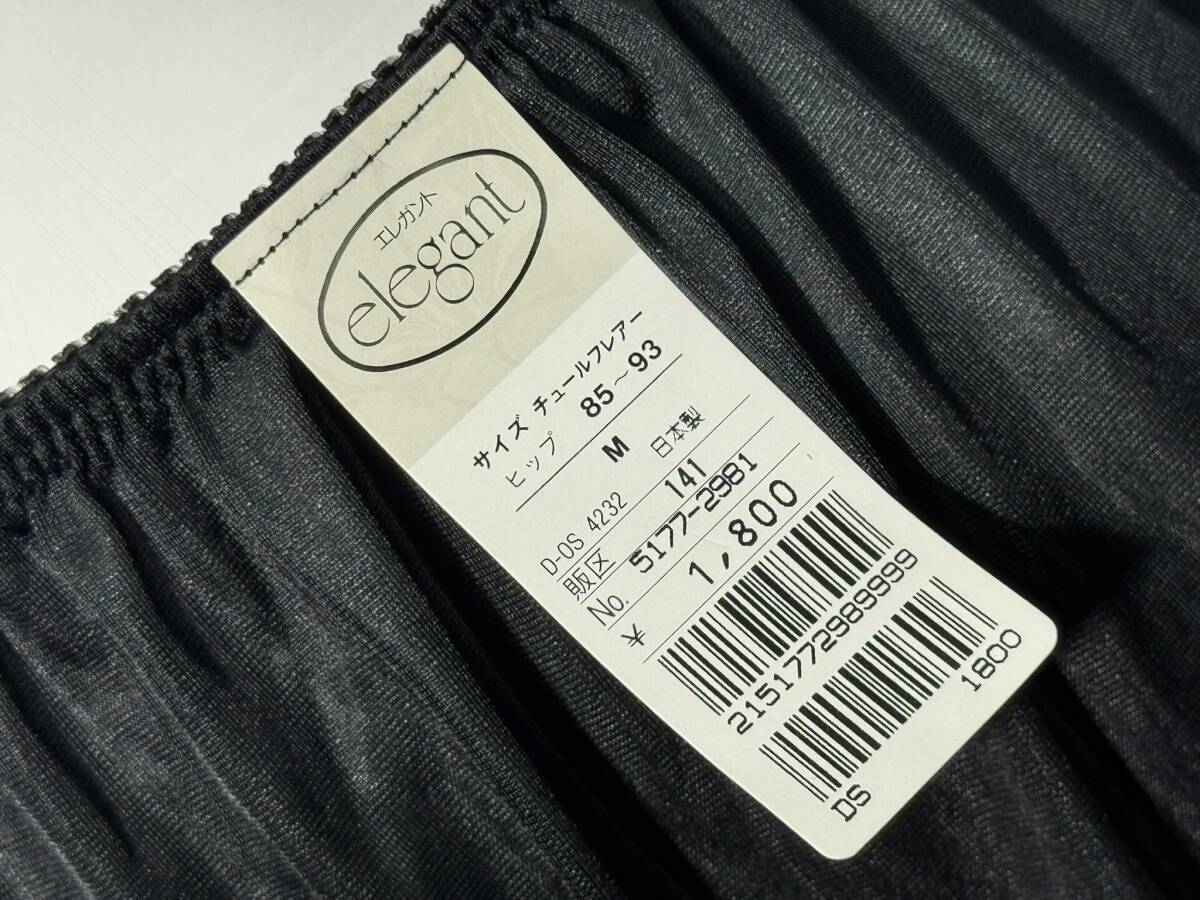 エレガント
elegant
サイズ チュールフレアー
ヒップ 85～93
M 日本製
D-OS 4232
販区 141
No. 5177-2981
¥ 1,800
2151772989999
1800
DS